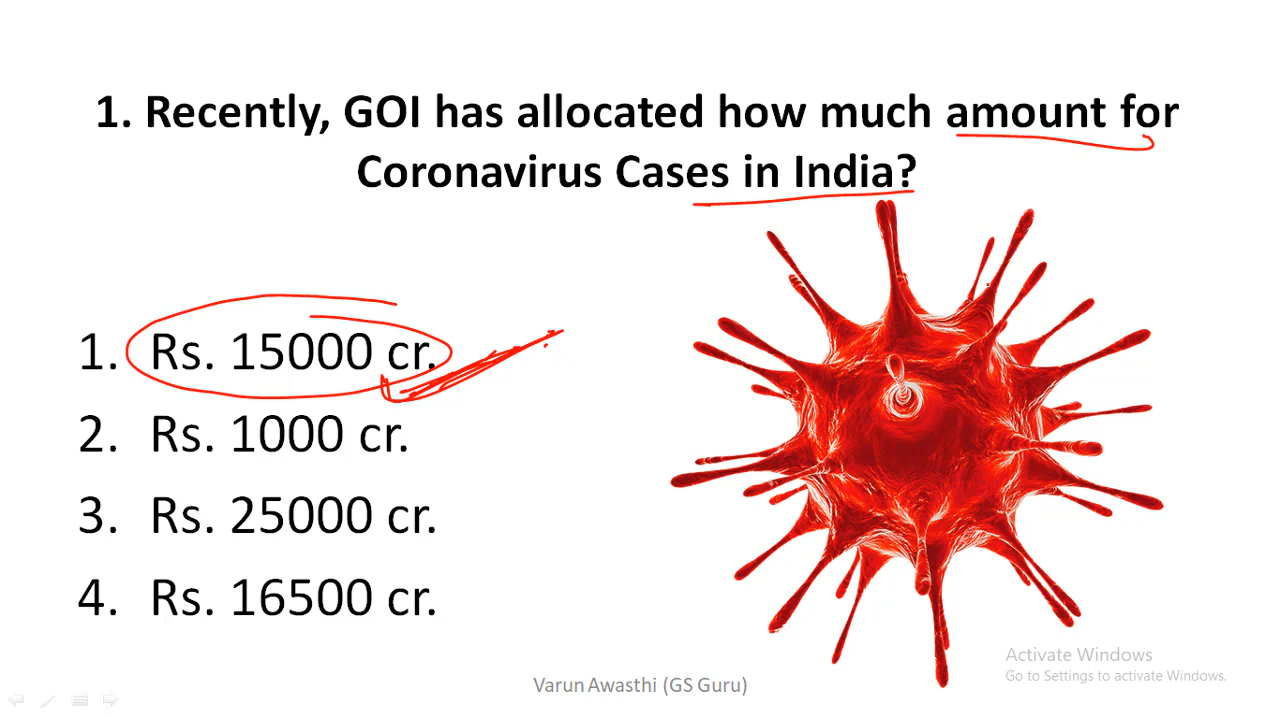 1. Recently, GOI has allocated how much amount for
Coronavirus Cases in India?
1. Rs. 15000 cr.
2. Rs. 1000 cr.
3. Rs. 25000 cr.
4. Rs. 16500 cr.
Activate Windows
Go to Settings to activate Windows.
Varun Awasthi (GS Guru)